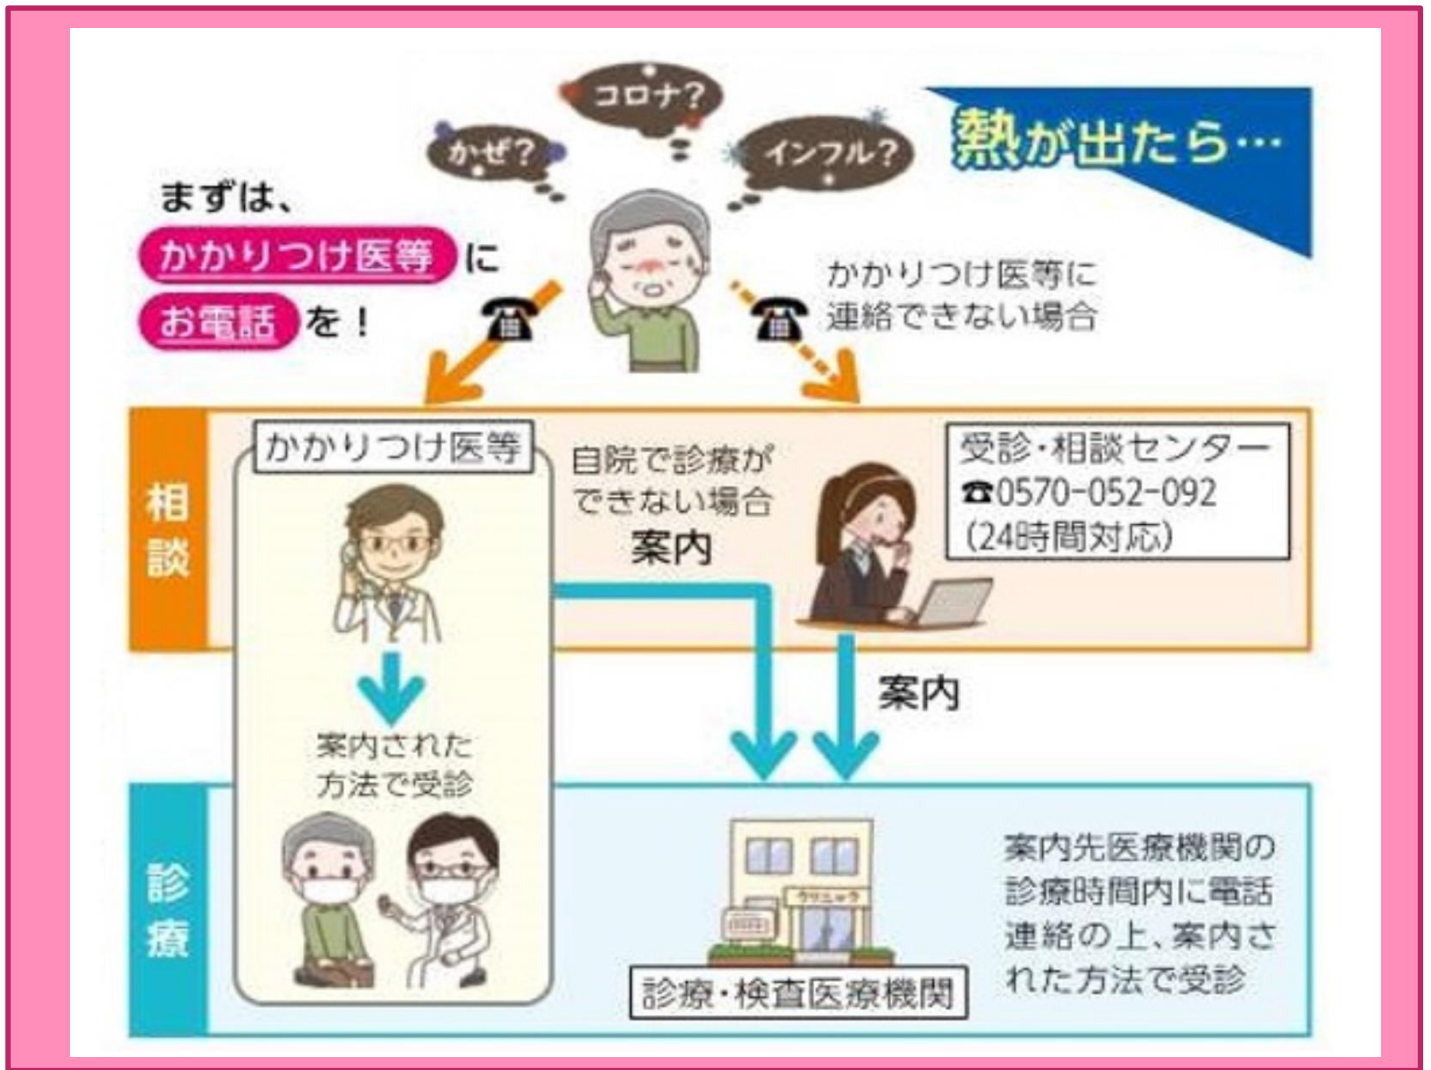 かぜ?
コロナ?
インフル?
熱が出たら…
まずは、
かかりつけ医等に
お電話を!
かかりつけ医等に
連絡できない場合
相談
かかりつけ医等
自院で診療が
できない場合
案内
受診・相談センター
☎0570-052-092
(24時間対応)
案内された
方法で受診
案内
診療
クリニック
診療・検査医療機関
案内先医療機関の
診療時間内に電話
連絡の上、案内さ
れた方法で受診